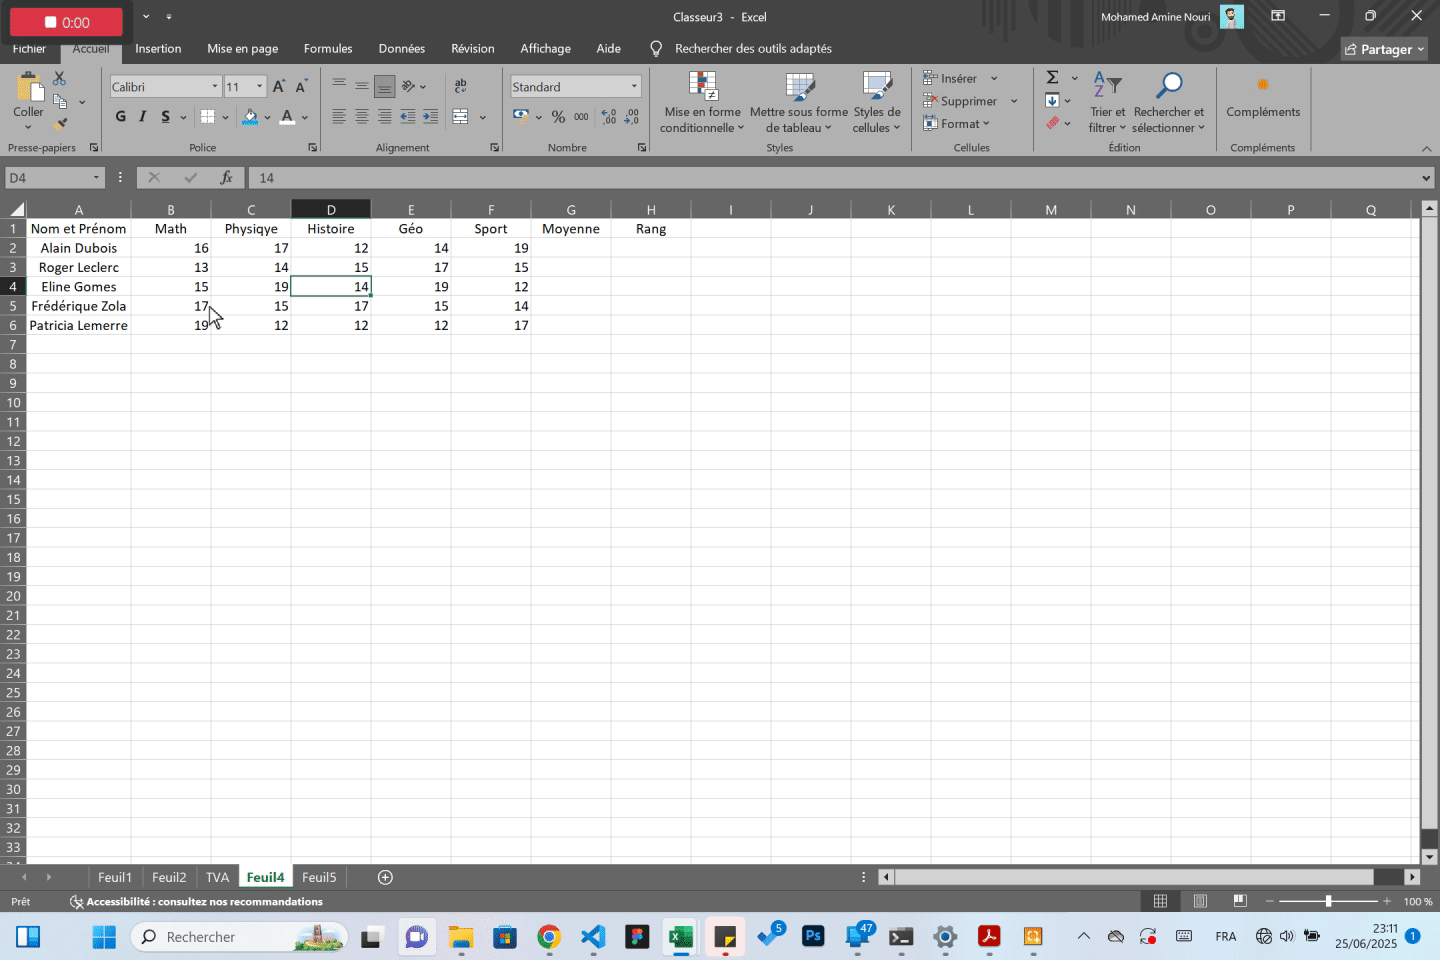 0:00
Classeur3 - Excel
Mohamed Amine Nouri
Fichier Accueil Insertion Mise en page Formules Données Révision Affichage Aide Rechercher des outils adaptés Partager
Coller
Presse-papiers
Calibri 11
G I S A
Police
Alignement
Standard
% 000
Nombre
Mise en forme conditionnelle
Mettre sous forme de tableau
Styles de cellules
Styles
Insérer
Supprimer
Format
Cellules
Trier et filtrer
Rechercher et sélectionner
Édition
Compléments
Compléments
D4 fx 14
A B C D E F G H I J K L M N O P Q
1 Nom et Prénom Math Physiqye Histoire Géo Sport Moyenne Rang
2 Alain Dubois 16 17 12 14 19
3 Roger Leclerc 13 14 15 17 15
4 Eline Gomes 15 19 14 19 12
5 Frédérique Zola 17 15 17 15 14
6 Patricia Lemerre 19 12 12 12 17
7
8
9
10
11
12
13
14
15
16
17
18
19
20
21
22
23
24
25
26
27
28
29
30
31
32
33
Feuil1 Feuil2 TVA Feuil4 Feuil5
Prêt Accessibilité : consultez nos recommandations 100 %
Rechercher
Ps
5
47
FRA
23:11
25/06/2025
1